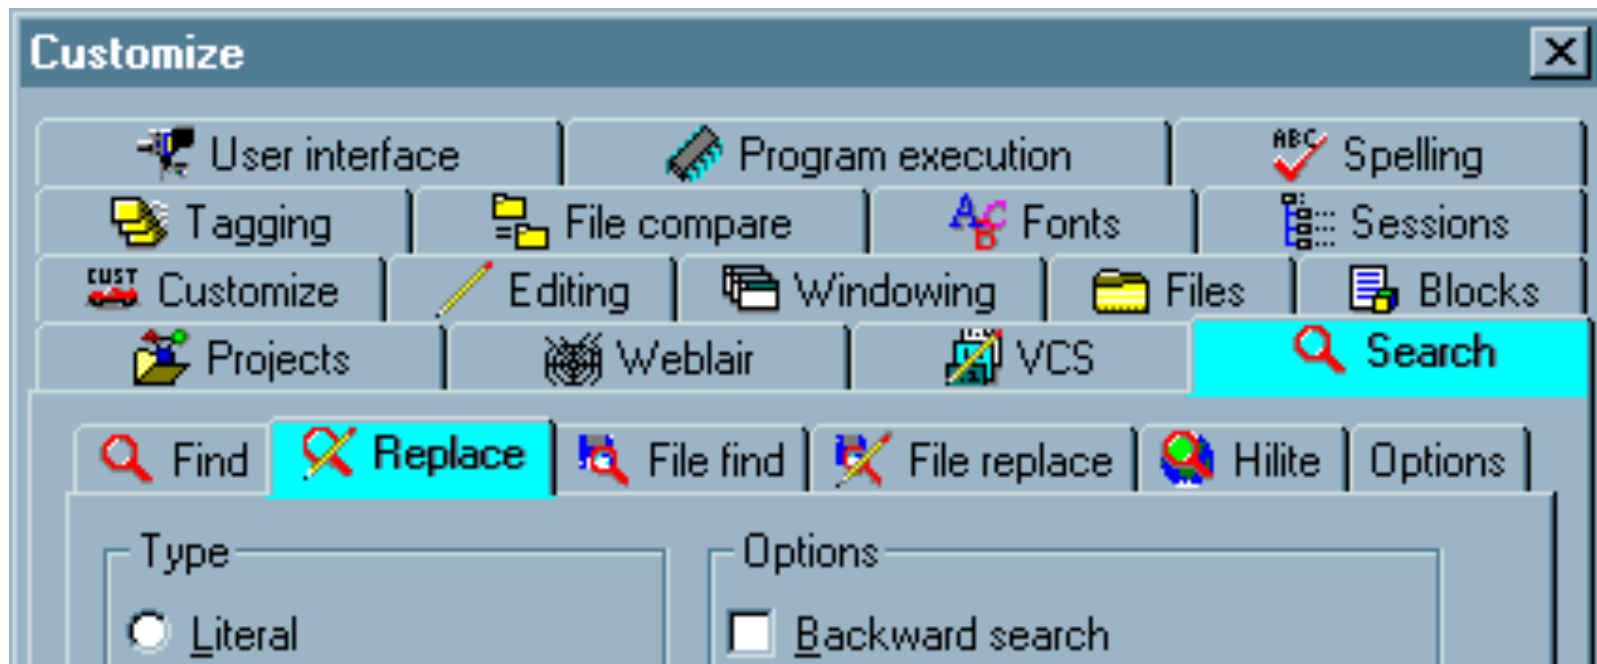 Customize
User interface Program execution ABC Spelling
Tagging File compare ABC Fonts Sessions
CUST Customize Editing Windowing Files Blocks
Projects Weblair VCS Search
Find Replace File find File replace Hilite Options
Type Options
Literal Backward search